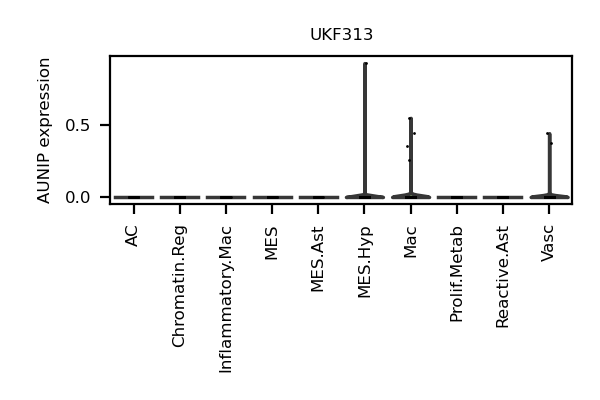 UKF313
AUNIP expression
0.5
0.0
AC
Chromatin.Reg
Inflammatory.Mac
MES
MES.Ast
MES.Hyp
Mac
Prolif.Metab
Reactive.Ast
Vasc